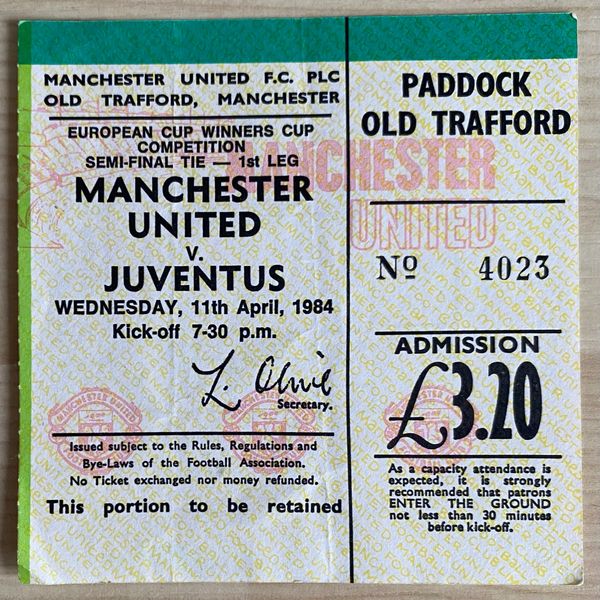 MANCHESTER UNITED F.C. PLC
OLD TRAFFORD, MANCHESTER
EUROPEAN CUP WINNERS CUP
COMPETITION
SEMI-FINAL TIE — 1st LEG
MANCHESTER
UNITED
v.
JUVENTUS
WEDNESDAY, 11th April, 1984
Kick-off 7-30 p.m.
L. Olive
Secretary.
Issued subject to the Rules, Regulations and
Bye-Laws of the Football Association.
No Ticket exchanged nor money refunded.
This portion to be retained
PADDOCK
OLD TRAFFORD
MANCHESTER
UNITED
Nº 4023
ADMISSION
£3.20
As a capacity attendance is
expected, it is strongly
recommended that patrons
ENTER THE GROUND
not less than 30 minutes
before kick-off.